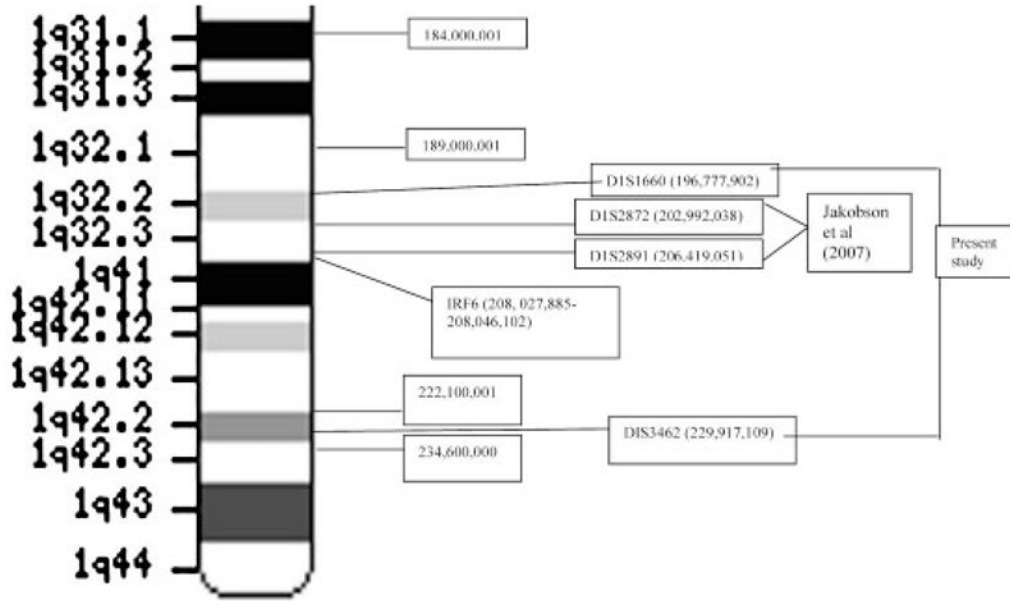 1q31.1
1q31.2
1q31.3
1q32.1
1q32.2
1q32.3
1q41
1q42.11
1q42.12
1q42.13
1q42.2
1q42.3
1q43
1q44
184,000,001
189,000,001
D1S1660 (196,777,902)
D1S2872 (202,992,038)
D1S2891 (206,419,051)
Jakobson
et al
(2007)
Present
study
IRF6 (208, 027,885-
208,046,102)
222,100,001
DIS3462 (229,917,109)
234,600,000